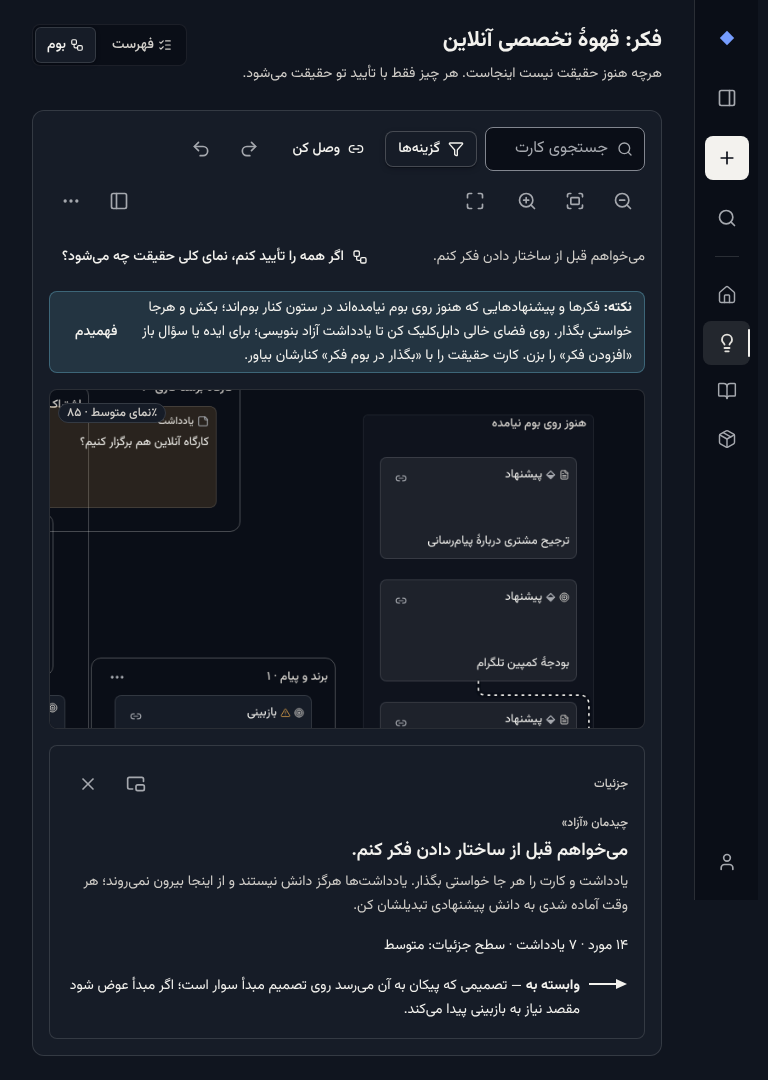 فکر: قهوهٔ تخصصی آنلاین
هرچه هنوز حقیقت نیست اینجاست. هر چیز فقط با تأیید تو حقیقت می‌شود.
فهرست
بوم
جستجوی کارت
گزینه‌ها
وصل کن
می‌خواهم قبل از ساختار دادن فکر کنم.
اگر همه را تأیید کنم، نمای کلی حقیقت چه می‌شود؟
نکته: فکرها و پیشنهادهایی که هنوز روی بوم نیامده‌اند در ستون کنار بوم‌اند؛ بکش و هرجا
خواستی بگذار. روی فضای خالی دابل‌کلیک کن تا یادداشت آزاد بنویسی؛ برای ایده یا سؤال باز
«افزودن فکر» را بزن. کارت حقیقت را با «بگذار در بوم فکر» کنارشان بیاور.
فهمیدم
هنوز روی بوم نیامده
پیشنهاد
ترجیح مشتری دربارهٔ پیام‌رسانی
پیشنهاد
بودجهٔ کمپین تلگرام
پیشنهاد
نمای متوسط · ۸۵٪
یادداشت
کارگاه آنلاین هم برگزار کنیم؟
برند و پیام · ۱
بازبینی
جزئیات
چیدمان «آزاد»
می‌خواهم قبل از ساختار دادن فکر کنم.
یادداشت و کارت را هر جا خواستی بگذار. یادداشت‌ها هرگز دانش نیستند و از اینجا بیرون نمی‌روند؛ هر
وقت آماده شدی به دانش پیشنهادی تبدیلشان کن.
۱۴ مورد · ۷ یادداشت · سطح جزئیات: متوسط
وابسته به — تصمیمی که پیکان به آن می‌رسد روی تصمیم مبدأ سوار است؛ اگر مبدأ عوض شود
مقصد نیاز به بازبینی پیدا می‌کند.